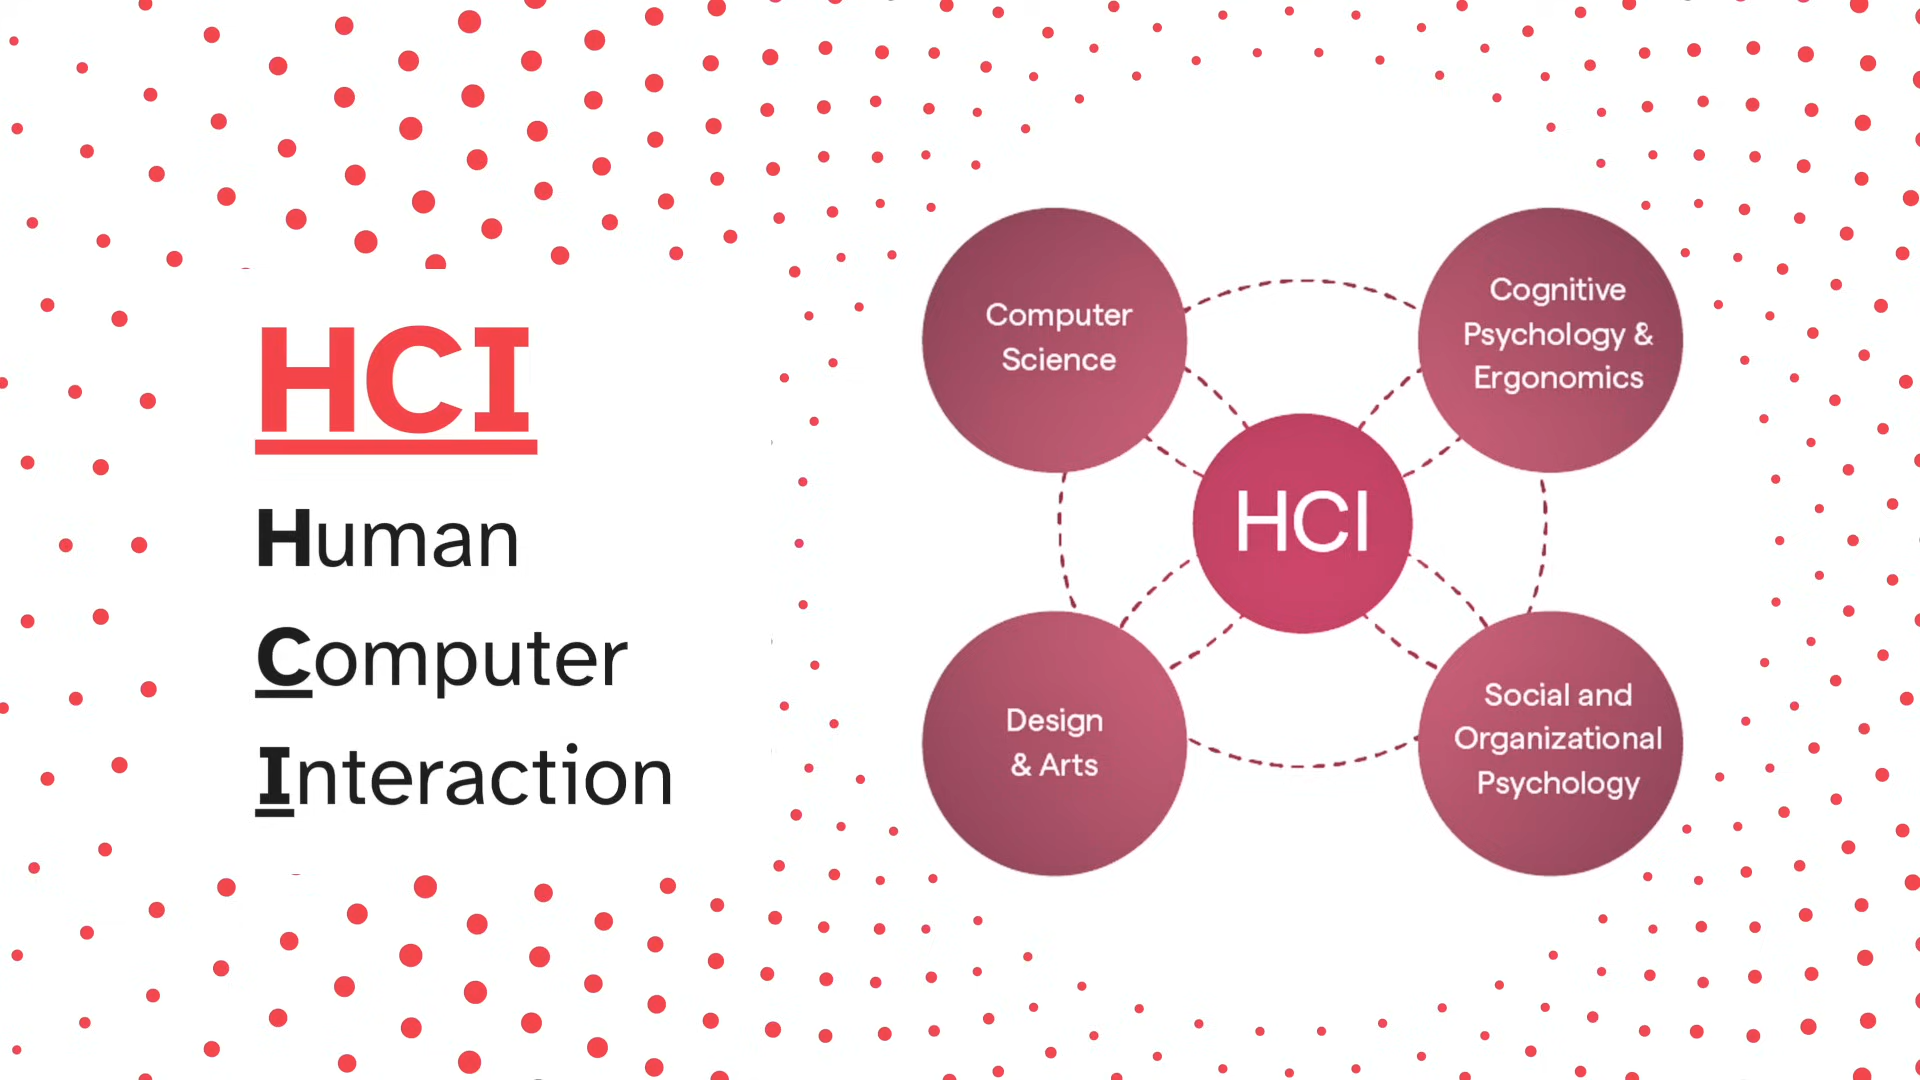 HCI
Human
Computer
Interaction
Computer
Science
Cognitive
Psychology &
Ergonomics
HCI
Design
& Arts
Social and
Organizational
Psychology